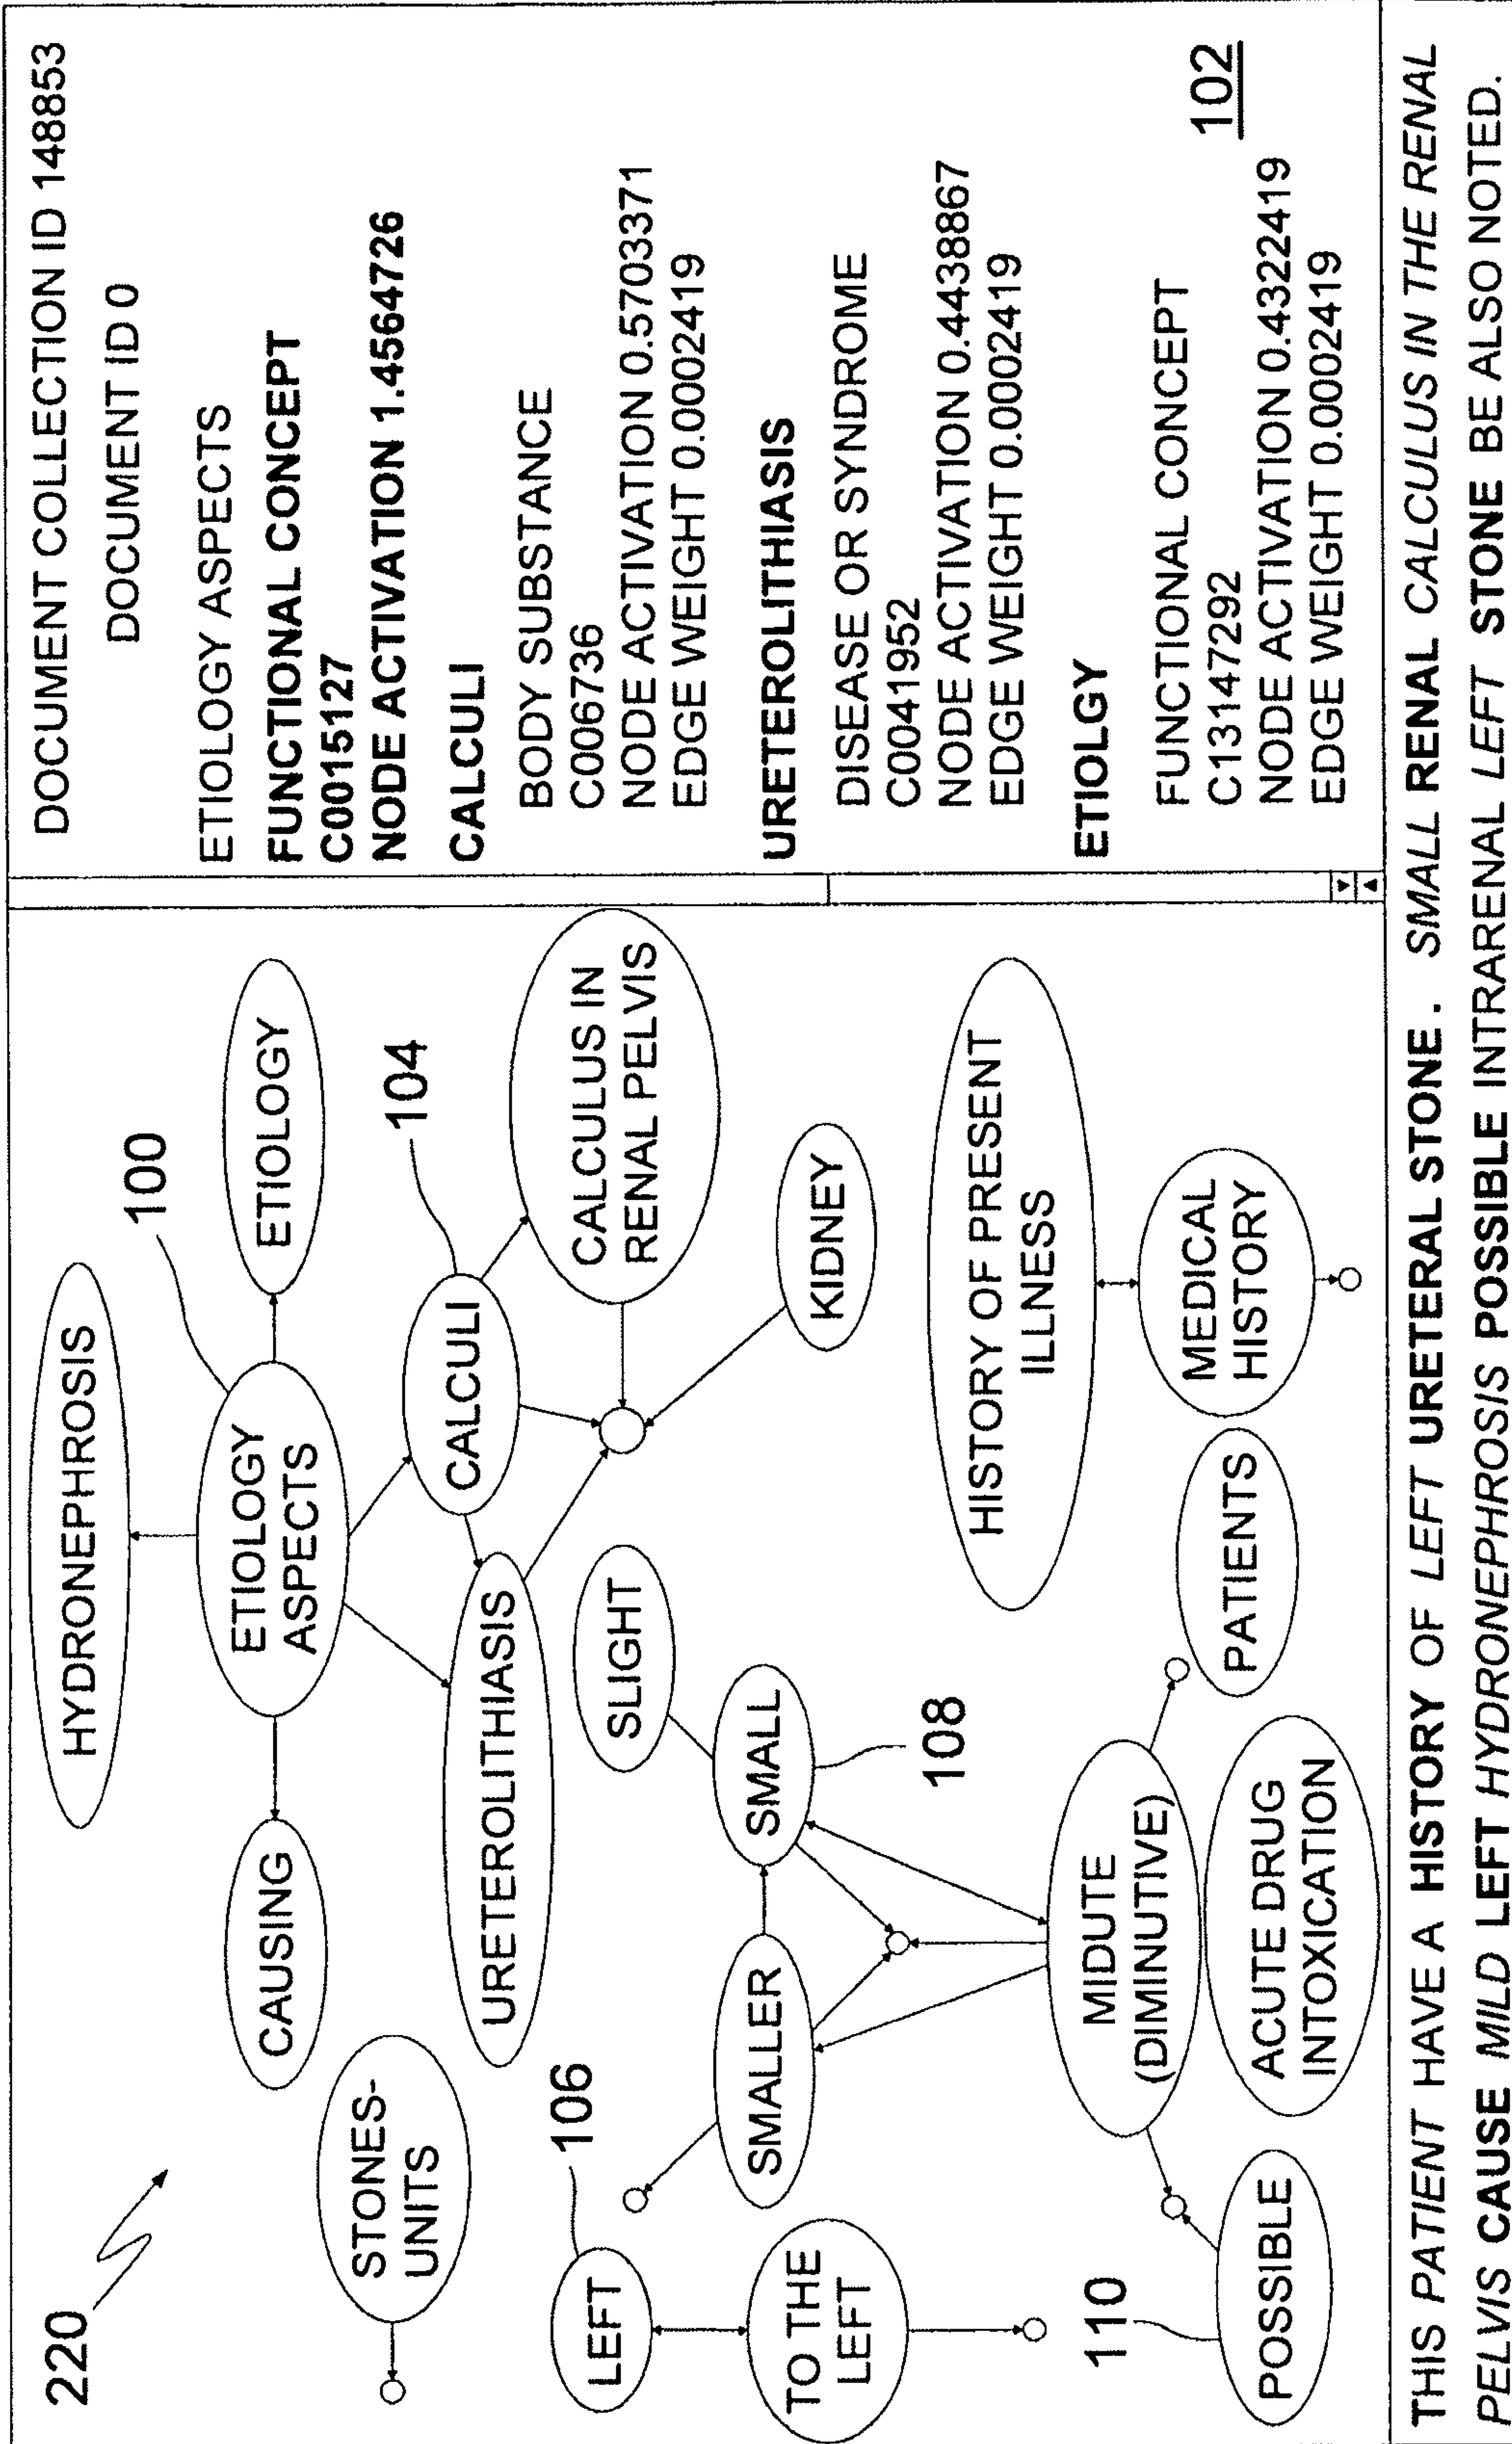 220
HYDRONEPHROSIS
100
CAUSING
ETIOLOGY
ASPECTS
ETIOLOGY
STONES-
UNITS
104
CALCULI
URETEROLITHIASIS
CALCULUS IN
RENAL PELVIS
106
LEFT
SLIGHT
SMALLER
SMALL
KIDNEY
TO THE
LEFT
108
HISTORY OF PRESENT
ILLNESS
110
POSSIBLE
MIDUTE
(DIMINUTIVE)
PATIENTS
MEDICAL
HISTORY
ACUTE DRUG
INTOXICATION
DOCUMENT COLLECTION ID 148853
DOCUMENT ID 0
ETIOLOGY ASPECTS
FUNCTIONAL CONCEPT
C0015127
NODE ACTIVATION 1.4564726
CALCULI
BODY SUBSTANCE
C006736
NODE ACTIVATION 0.5703371
EDGE WEIGHT 0.0002419
URETEROLITHIASIS
DISEASE OR SYNDROME
C0041952
NODE ACTIVATION 0.4438867
EDGE WEIGHT 0.0002419
ETIOLGY
FUNCTIONAL CONCEPT
C13147292
NODE ACTIVATION 0.4322419
EDGE WEIGHT 0.0002419
102
THIS PATIENT HAVE A HISTORY OF LEFT URETERAL STONE. SMALL RENAL CALCULUS IN THE RENAL
PELVIS CAUSE MILD LEFT HYDRONEPHROSIS POSSIBLE INTRARENAL LEFT STONE BE ALSO NOTED.